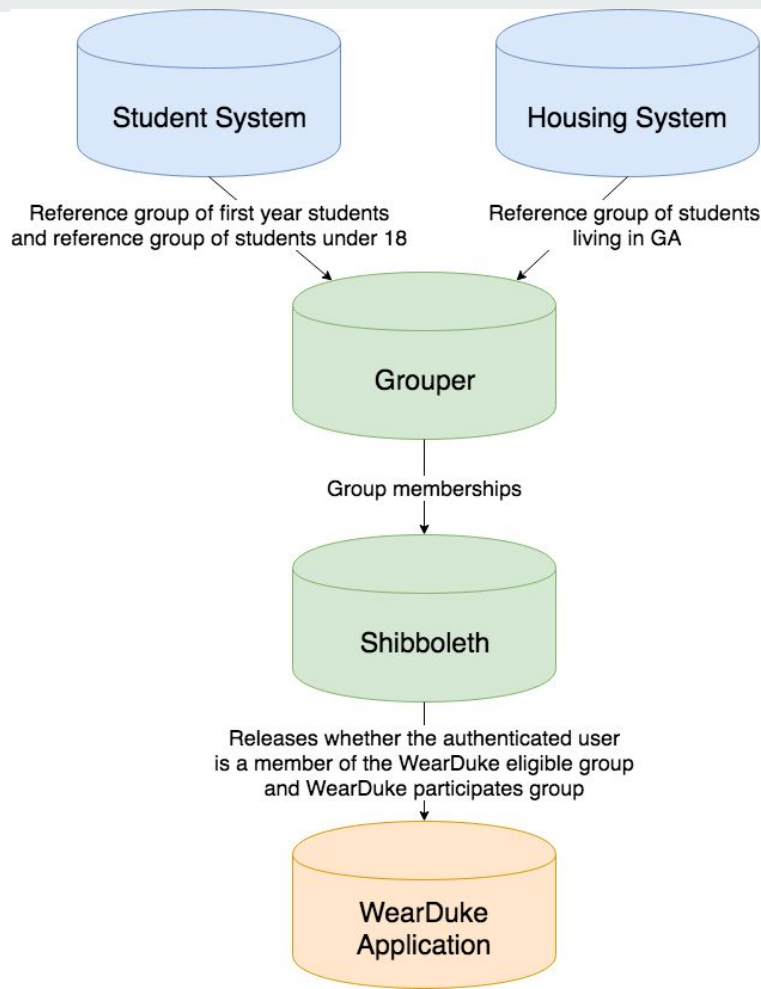 Student System
Housing System
Reference group of first year students
and reference group of students under 18
Reference group of students
living in GA
Grouper
Group memberships
Shibboleth
Releases whether the authenticated user
is a member of the WearDuke eligible group
and WearDuke participates group
WearDuke
Application